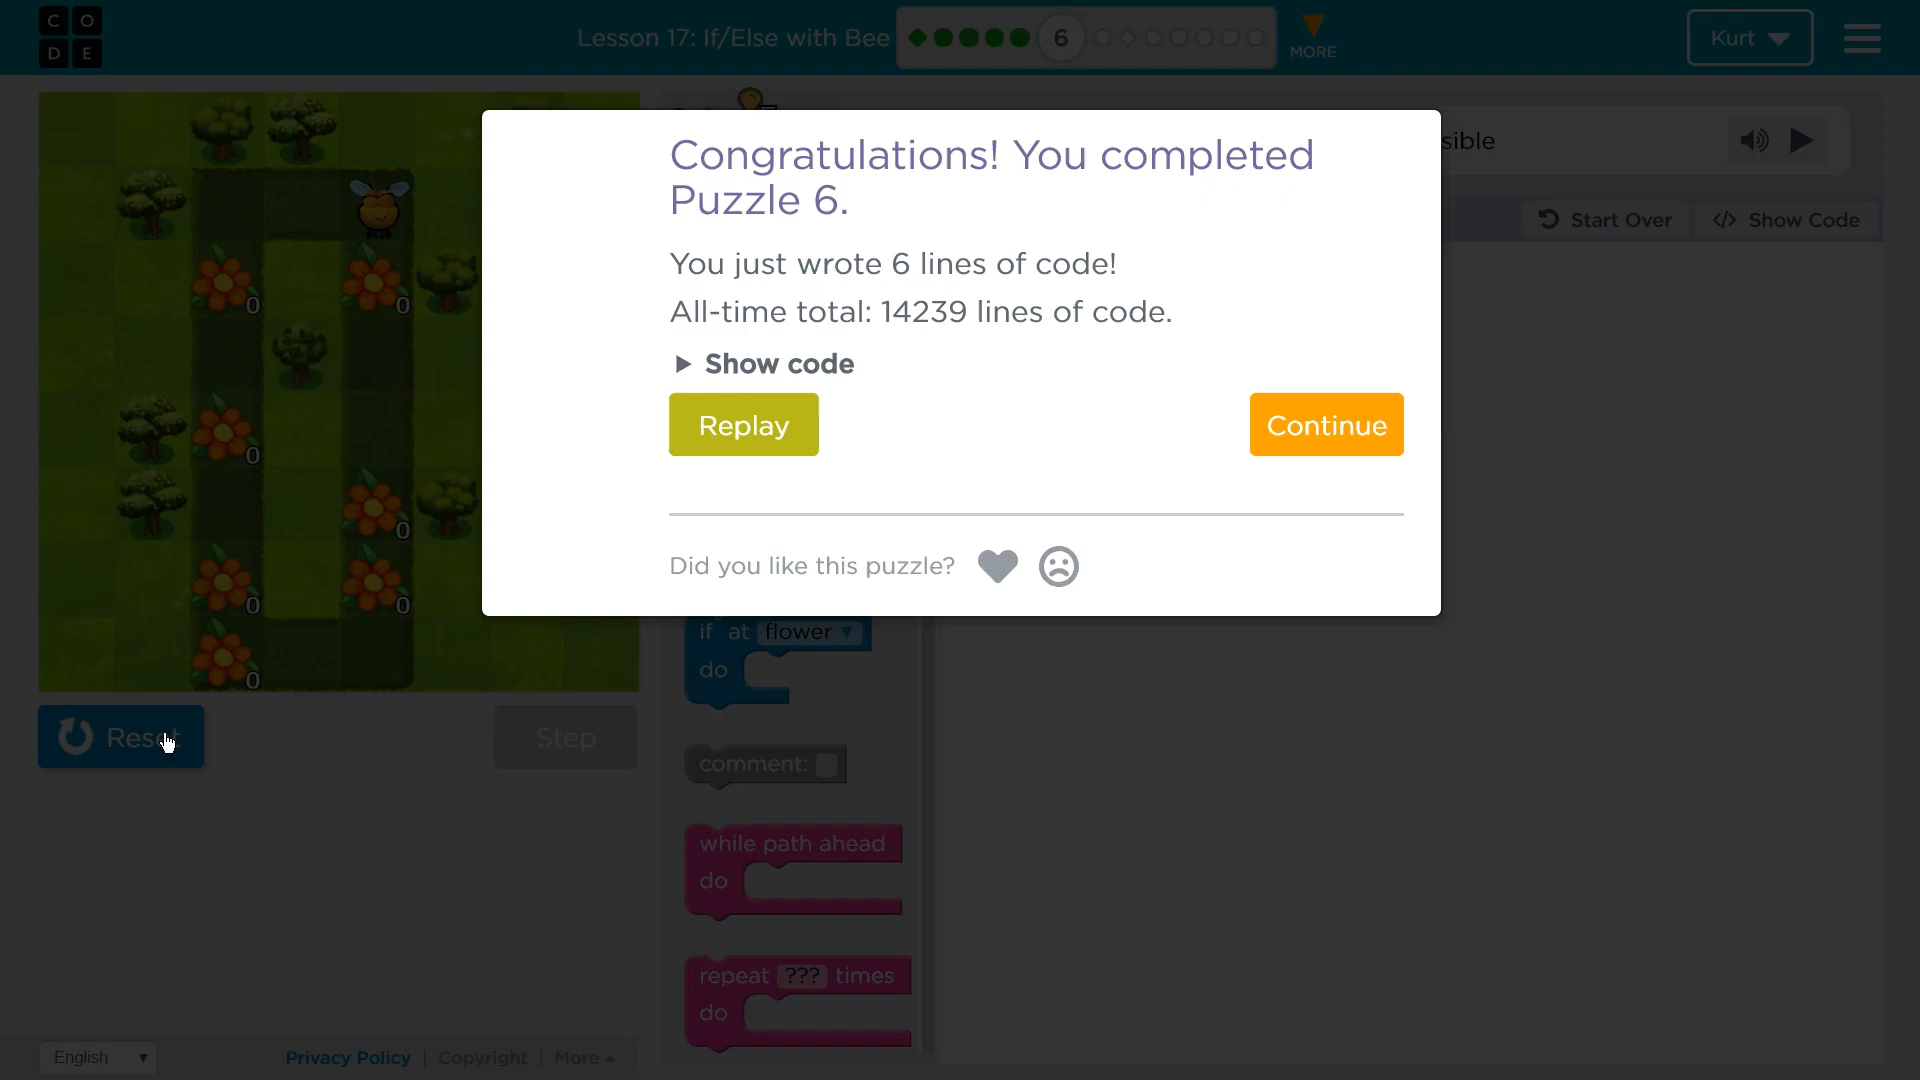 C O
D E
Lesson 17: If/Else with Bee
6
MORE
Kurt
sible
Start Over
</> Show Code
Congratulations! You completed
Puzzle 6.
You just wrote 6 lines of code!
All-time total: 14239 lines of code.
Show code
Replay
Continue
Did you like this puzzle?
0
0
0
0
0
0
0
Reset
Step
if at flower
do
comment:
while path ahead
do
repeat ??? times
do
English
Privacy Policy | Copyright | More